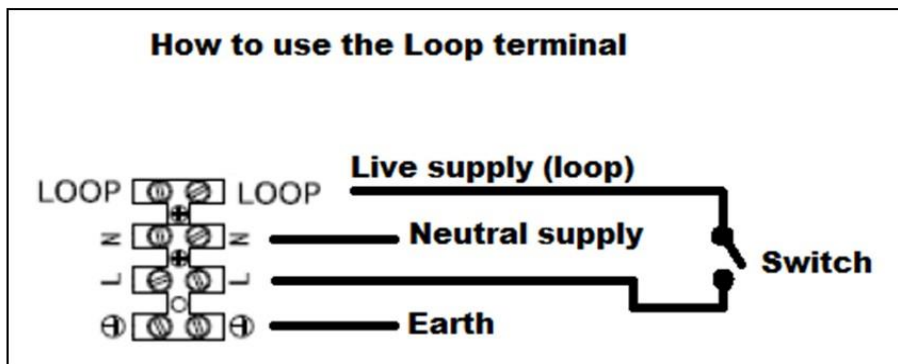 How to use the Loop terminal
Live supply (loop)
LOOP LOOP
N N Neutral supply
Switch
L L
Earth